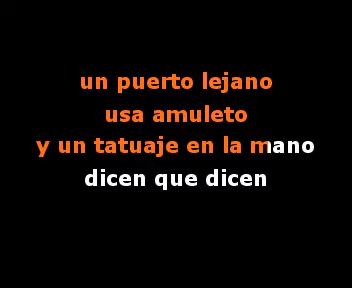 un puerto lejano
usa amuleto
y un tatuaje en la mano
dicen que dicen